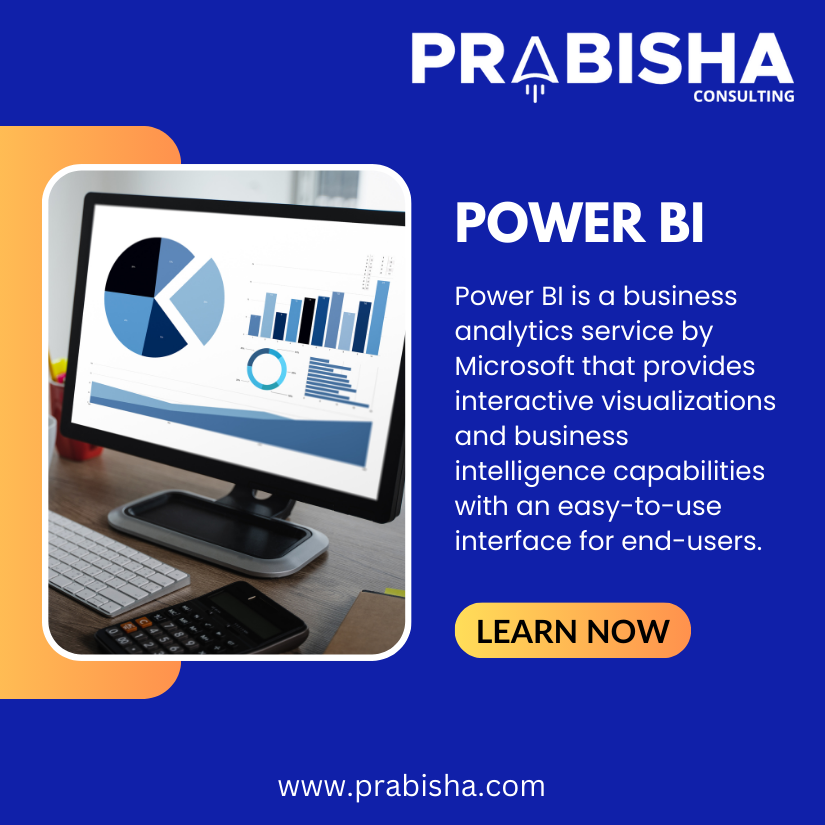 PRABISHA
CONSULTING
POWER BI
Power BI is a business
analytics service by
Microsoft that provides
interactive visualizations
and business
intelligence capabilities
with an easy-to-use
interface for end-users.
LEARN NOW
www.prabisha.com